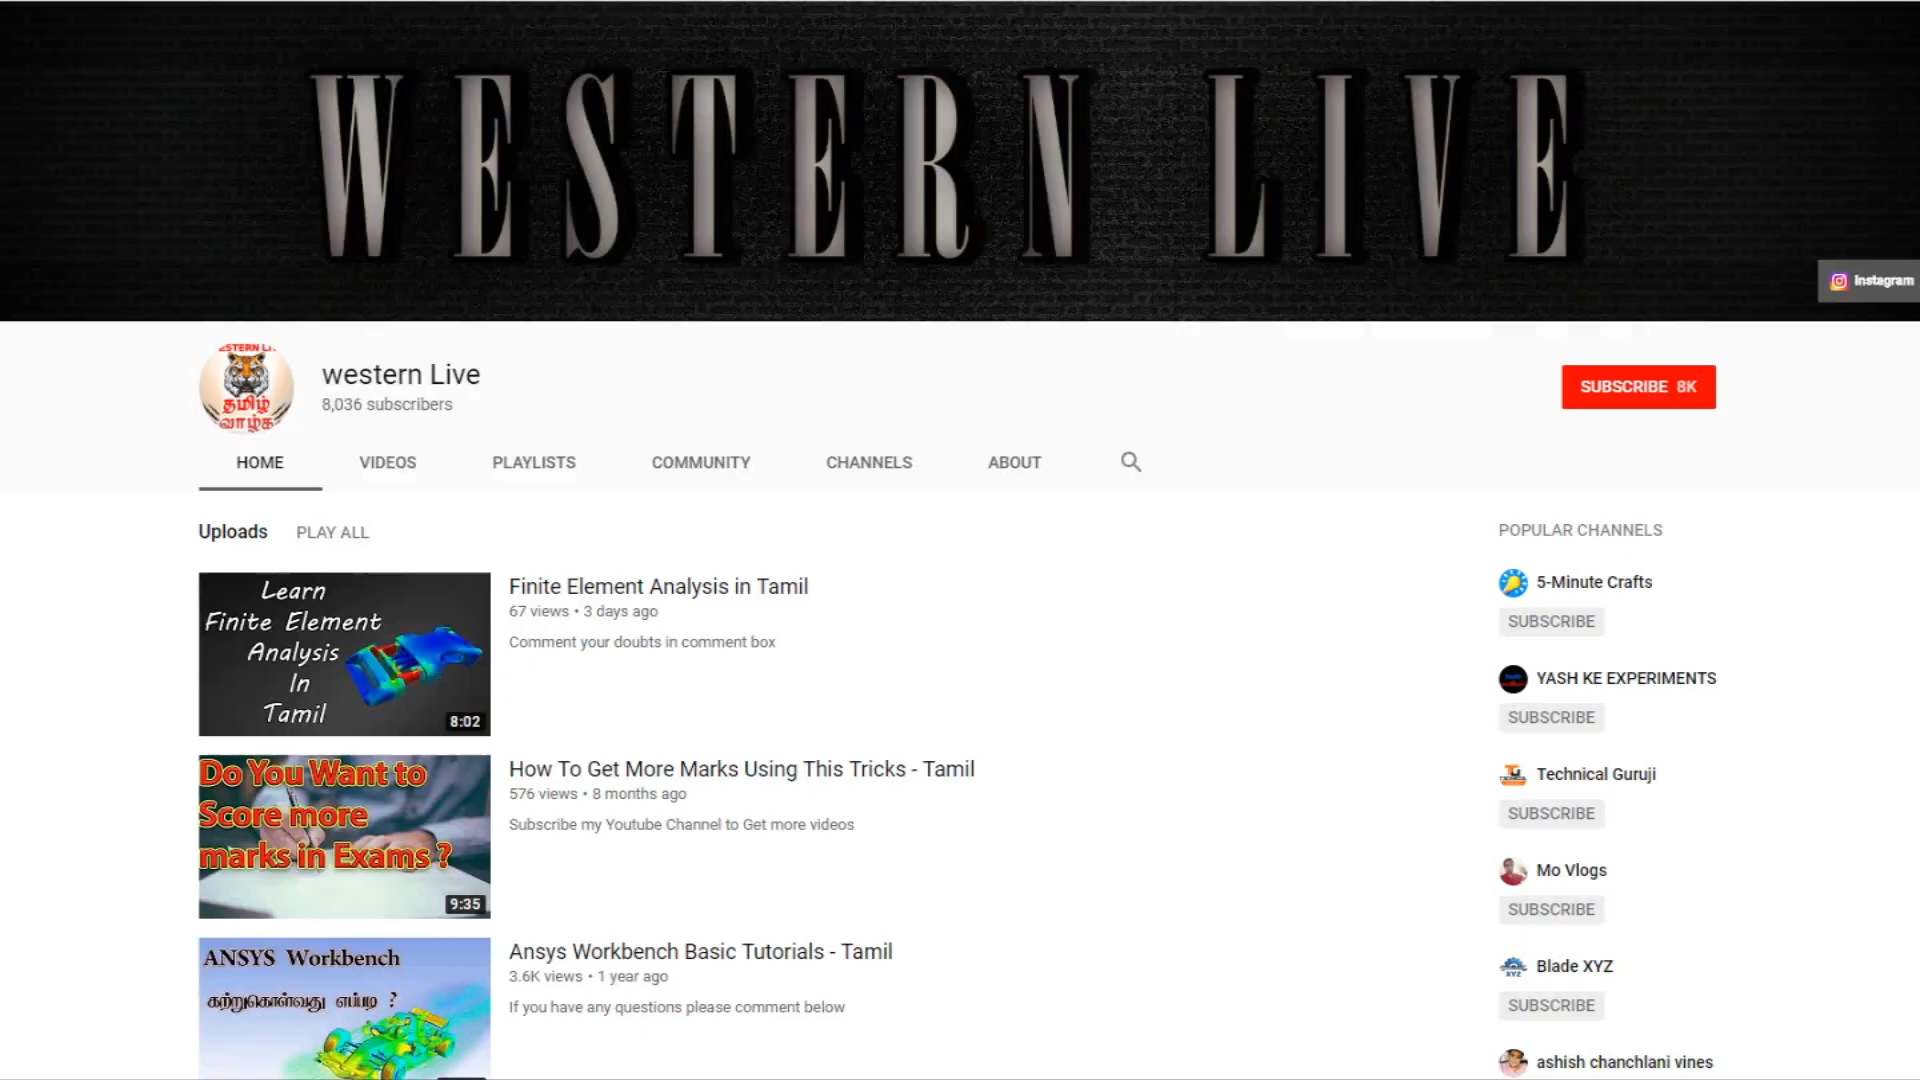 WESTERN LIVE
Instagram
தமிழ்
வாழ்க
western Live
8,036 subscribers
SUBSCRIBE 8K
HOME VIDEOS PLAYLISTS COMMUNITY CHANNELS ABOUT
Uploads PLAY ALL
Learn
Finite Element
Analysis
In
Tamil
8:02
Finite Element Analysis in Tamil
67 views • 3 days ago
Comment your doubts in comment box
Do You Want to
Score more
marks in Exams ?
9:35
How To Get More Marks Using This Tricks - Tamil
576 views • 8 months ago
Subscribe my Youtube Channel to Get more videos
ANSYS Workbench
கற்றுகொள்வது எப்படி ?
Ansys Workbench Basic Tutorials - Tamil
3.6K views • 1 year ago
If you have any questions please comment below
POPULAR CHANNELS
5-Minute Crafts
SUBSCRIBE
YASH KE EXPERIMENTS
SUBSCRIBE
Technical Guruji
SUBSCRIBE
Mo Vlogs
SUBSCRIBE
Blade XYZ
SUBSCRIBE
ashish chanchlani vines